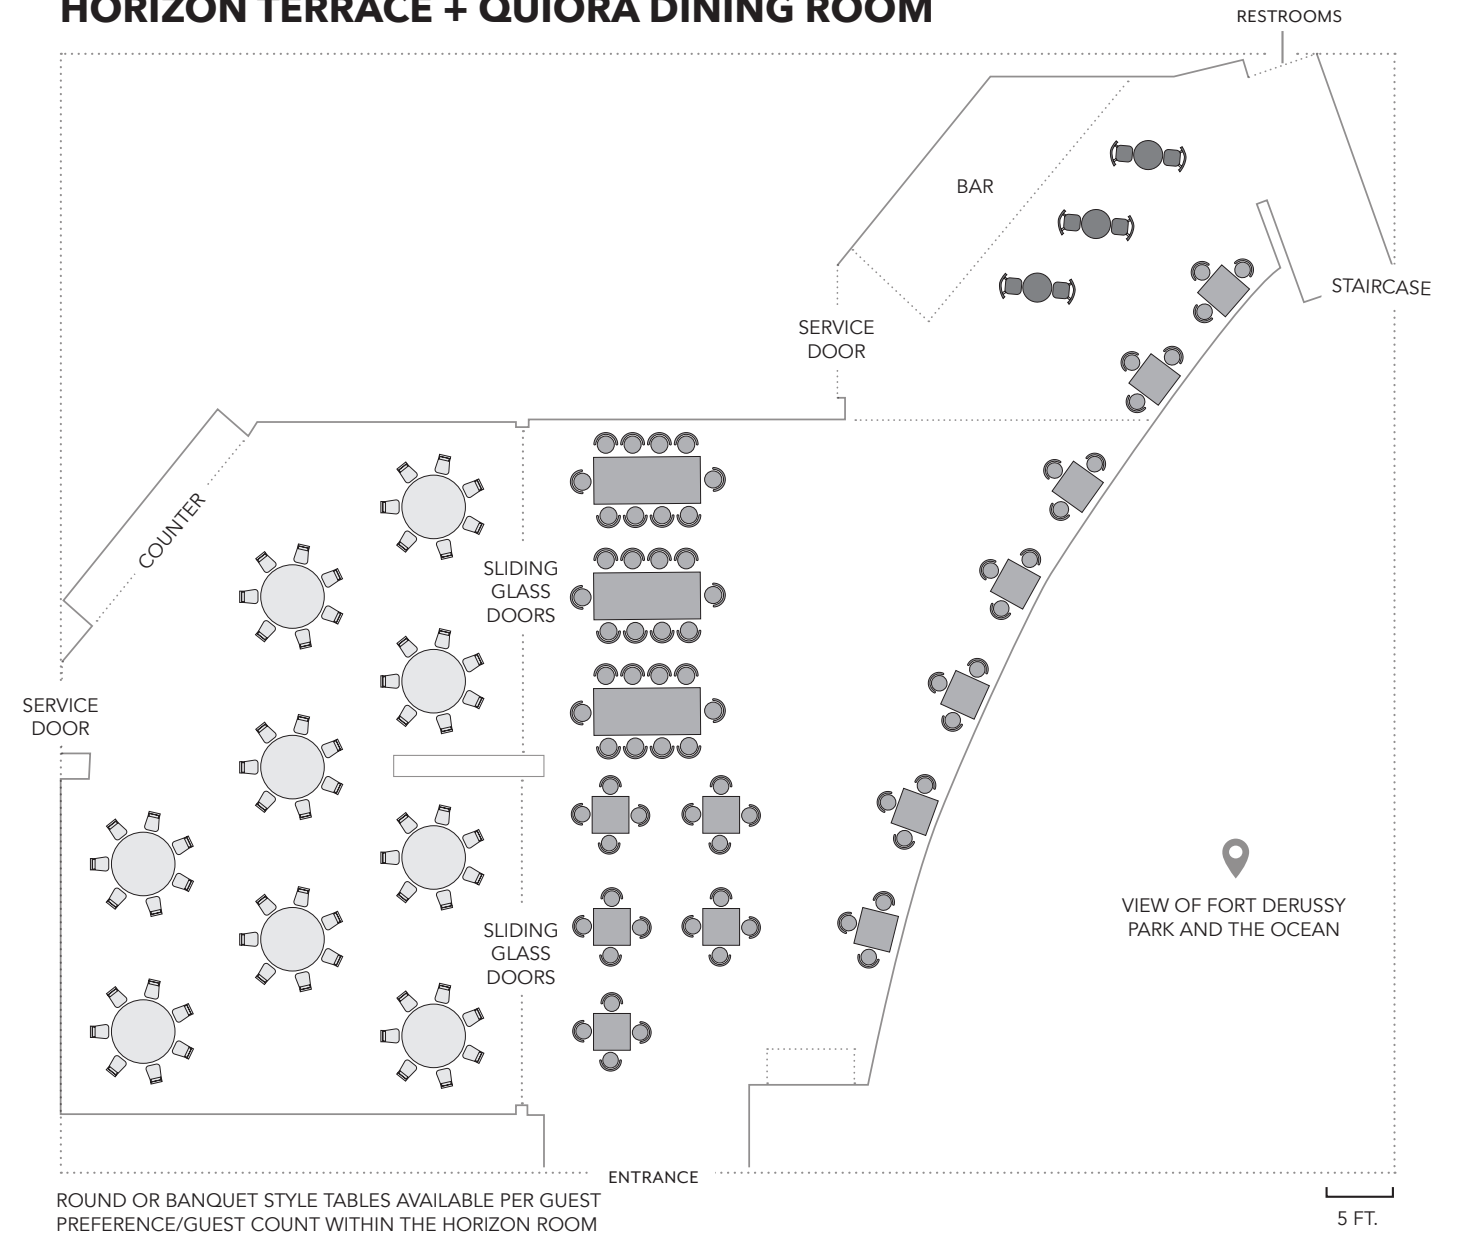 HORIZON TERRACE + QUIORA DINING ROOM
RESTROOMS
BAR
STAIRCASE
SERVICE
DOOR
COUNTER
SLIDING
GLASS
DOORS
SERVICE
DOOR
VIEW OF FORT DERUSSY
PARK AND THE OCEAN
SLIDING
GLASS
DOORS
ENTRANCE
ROUND OR BANQUET STYLE TABLES AVAILABLE PER GUEST
PREFERENCE/GUEST COUNT WITHIN THE HORIZON ROOM
5 FT.